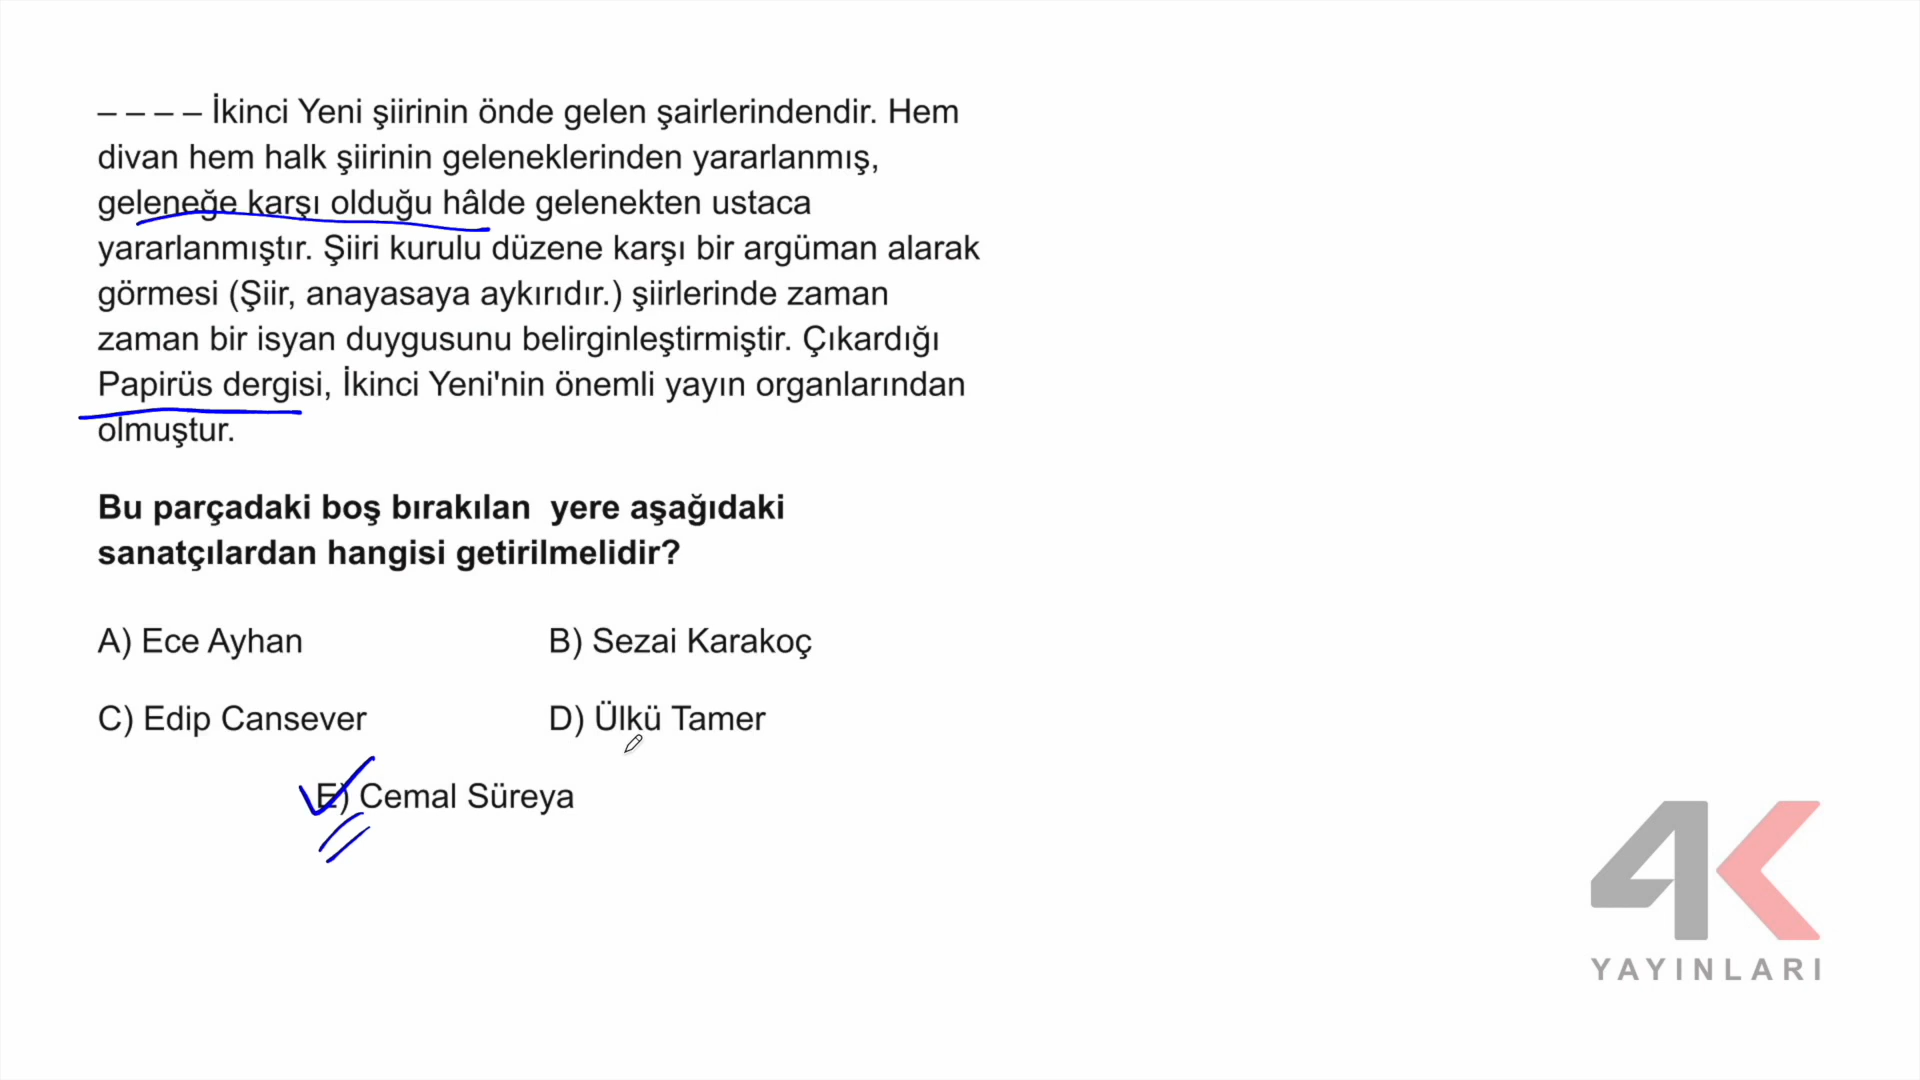 – – – – İkinci Yeni şiirinin önde gelen şairlerindendir. Hem
divan hem halk şiirinin geleneklerinden yararlanmış,
geleneğe karşı olduğu hâlde gelenekten ustaca
yararlanmıştır. Şiiri kurulu düzene karşı bir argüman alarak
görmesi (Şiir, anayasaya aykırıdır.) şiirlerinde zaman
zaman bir isyan duygusunu belirginleştirmiştir. Çıkardığı
Papirüs dergisi, İkinci Yeni'nin önemli yayın organlarından
olmuştur.
Bu parçadaki boş bırakılan  yere aşağıdaki
sanatçılardan hangisi getirilmelidir?
A) Ece Ayhan
B) Sezai Karakoç
C) Edip Cansever
D) Ülkü Tamer
E) Cemal Süreya
4K
YAYINLARI